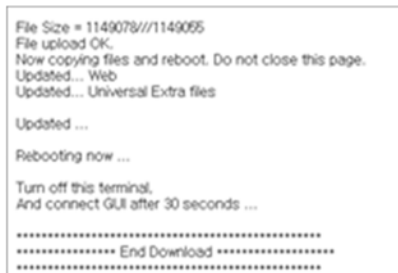 File Size = 1149078///1149055
File upload OK.
Now copying files and reboot. Do not close this page.
Updated... Web
Updated... Universal Extra files
Updated ...
Rebooting now ...
Turn off this terminal.
And connect GUI after 30 seconds ...
*************************************************
**************** End Download *******************
*************************************************